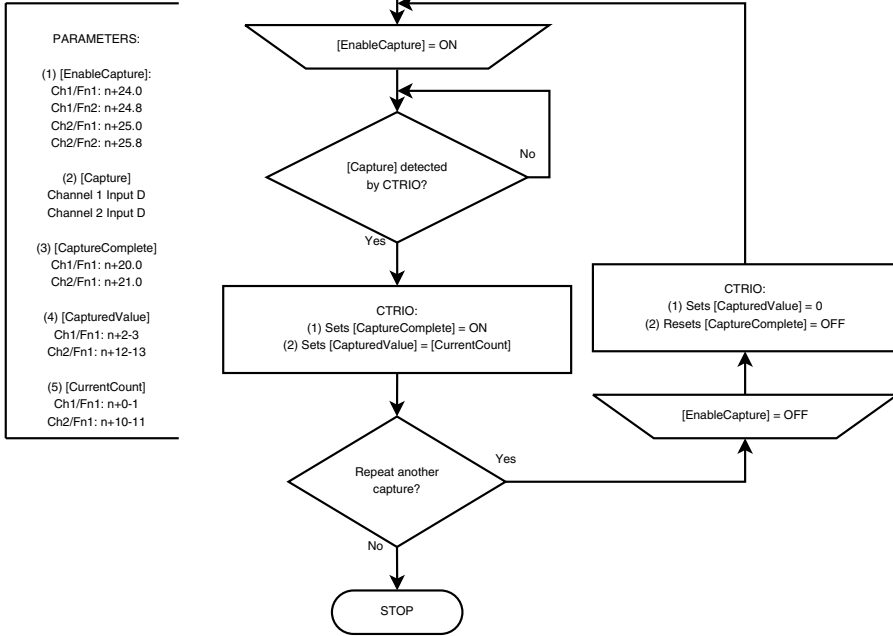 PARAMETERS:
(1) [EnableCapture]:
Ch1/Fn1: n+24.0
Ch1/Fn2: n+24.8
Ch2/Fn1: n+25.0
Ch2/Fn2: n+25.8
(2) [Capture]
Channel 1 Input D
Channel 2 Input D
(3) [CaptureComplete]
Ch1/Fn1: n+20.0
Ch2/Fn1: n+21.0
(4) [CapturedValue]
Ch1/Fn1: n+2-3
Ch2/Fn1: n+12-13
(5) [CurrentCount]
Ch1/Fn1: n+0-1
Ch2/Fn1: n+10-11
[EnableCapture] = ON
[Capture] detected
by CTRIO?
No
Yes
CTRIO:
(1) Sets [CaptureComplete] = ON
(2) Sets [CapturedValue] = [CurrentCount]
Repeat another
capture?
Yes
No
STOP
CTRIO:
(1) Sets [CapturedValue] = 0
(2) Resets [CaptureComplete] = OFF
[EnableCapture] = OFF